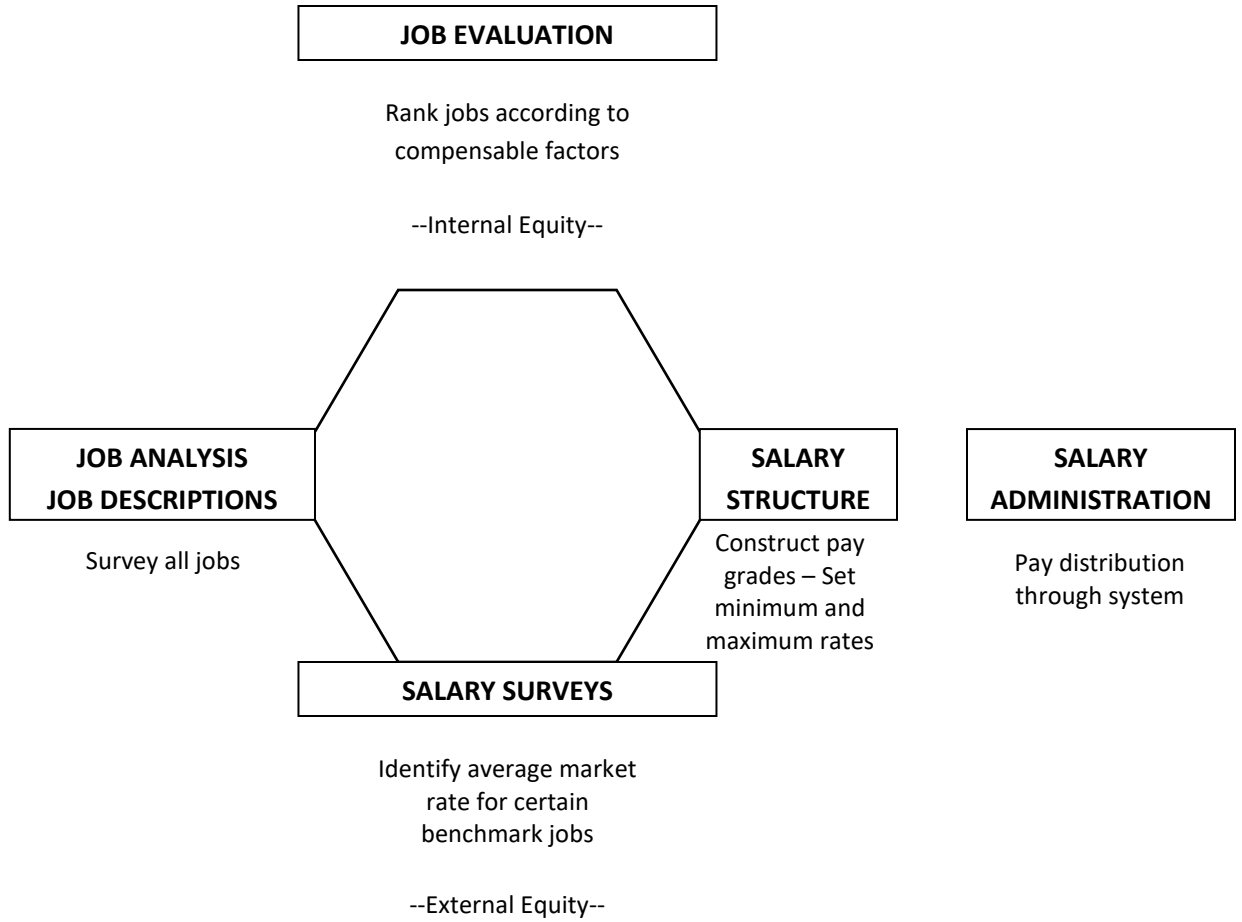 JOB EVALUATION
Rank jobs according to
compensable factors
--Internal Equity--
JOB ANALYSIS
JOB DESCRIPTIONS
Survey all jobs
SALARY
STRUCTURE
Construct pay
grades – Set
minimum and
maximum rates
SALARY
ADMINISTRATION
Pay distribution
through system
SALARY SURVEYS
Identify average market
rate for certain
benchmark jobs
--External Equity--